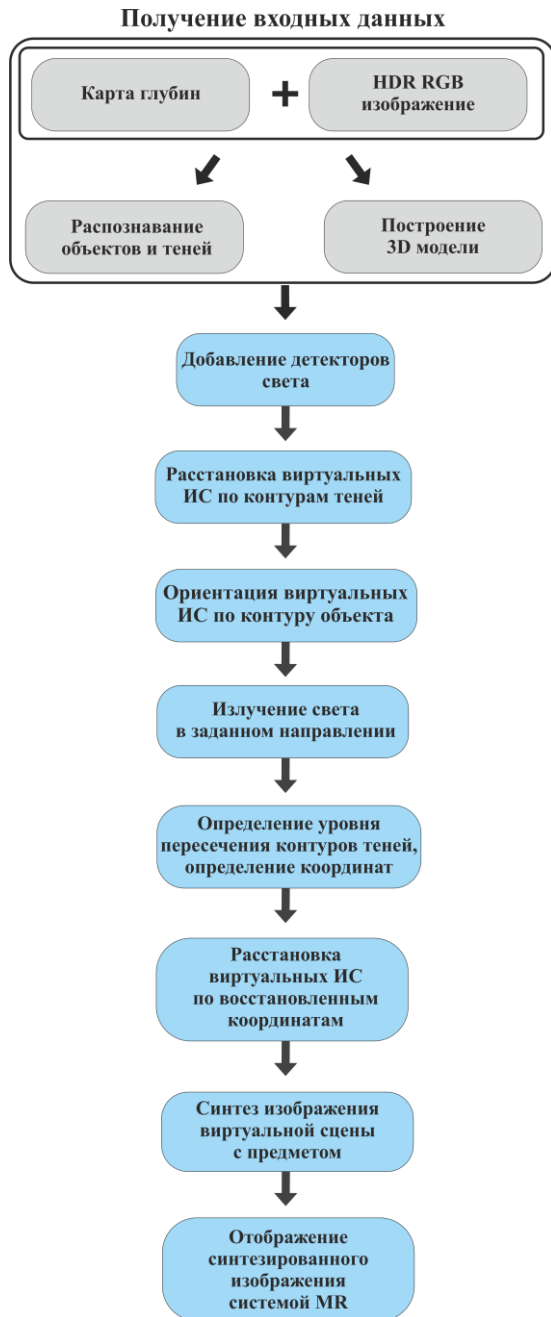 Получение входных данных
Карта глубин
+
HDR RGB
изображение
Распознавание
объектов и теней
Построение
3D модели
Добавление детекторов
света
Расстановка виртуальных
ИС по контурам теней
Ориентация виртуальных
ИС по контуру объекта
Излучение света
в заданном направлении
Определение уровня
пересечения контуров теней,
определение координат
Расстановка
виртуальных ИС
по восстановленным
координатам
Синтез изображения
виртуальной сцены
с предметом
Отображение
синтезированного
изображения
системой MR